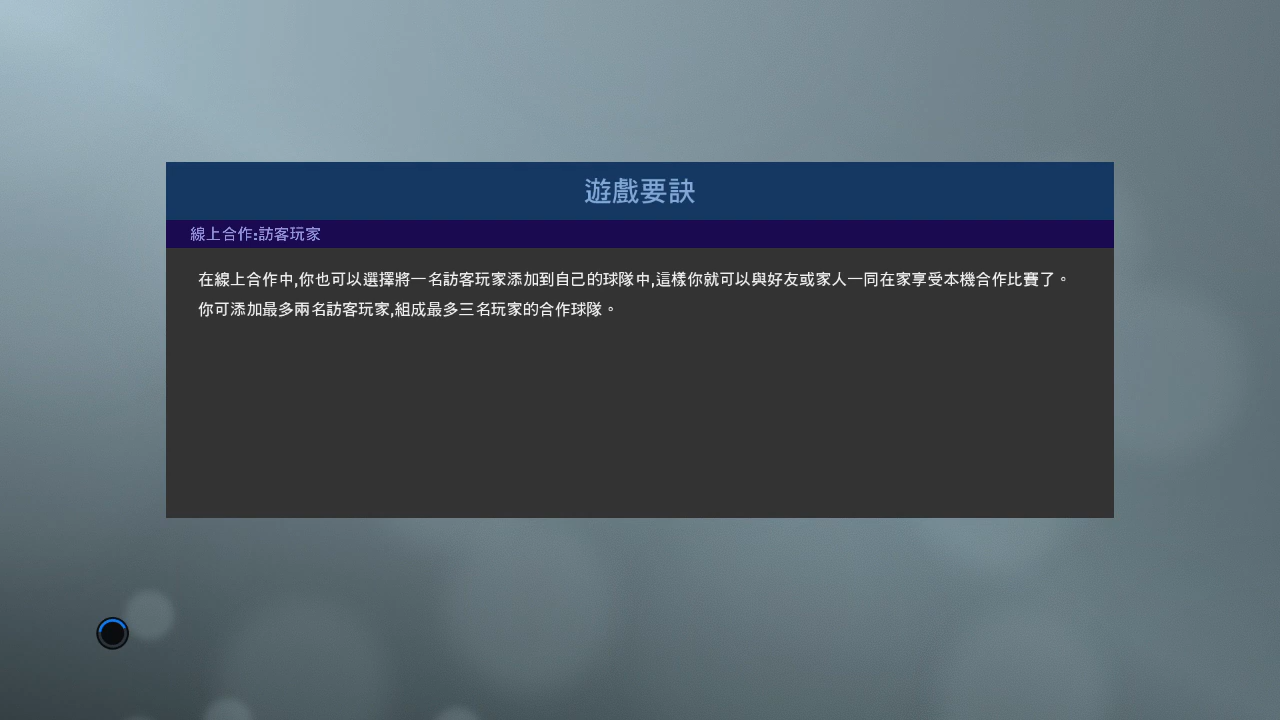 遊戲要訣
線上合作:訪客玩家
在線上合作中,你也可以選擇將一名訪客玩家添加到自己的球隊中,這樣你就可以與好友或家人一同在家享受本機合作比賽了。
你可添加最多兩名訪客玩家,組成最多三名玩家的合作球隊。